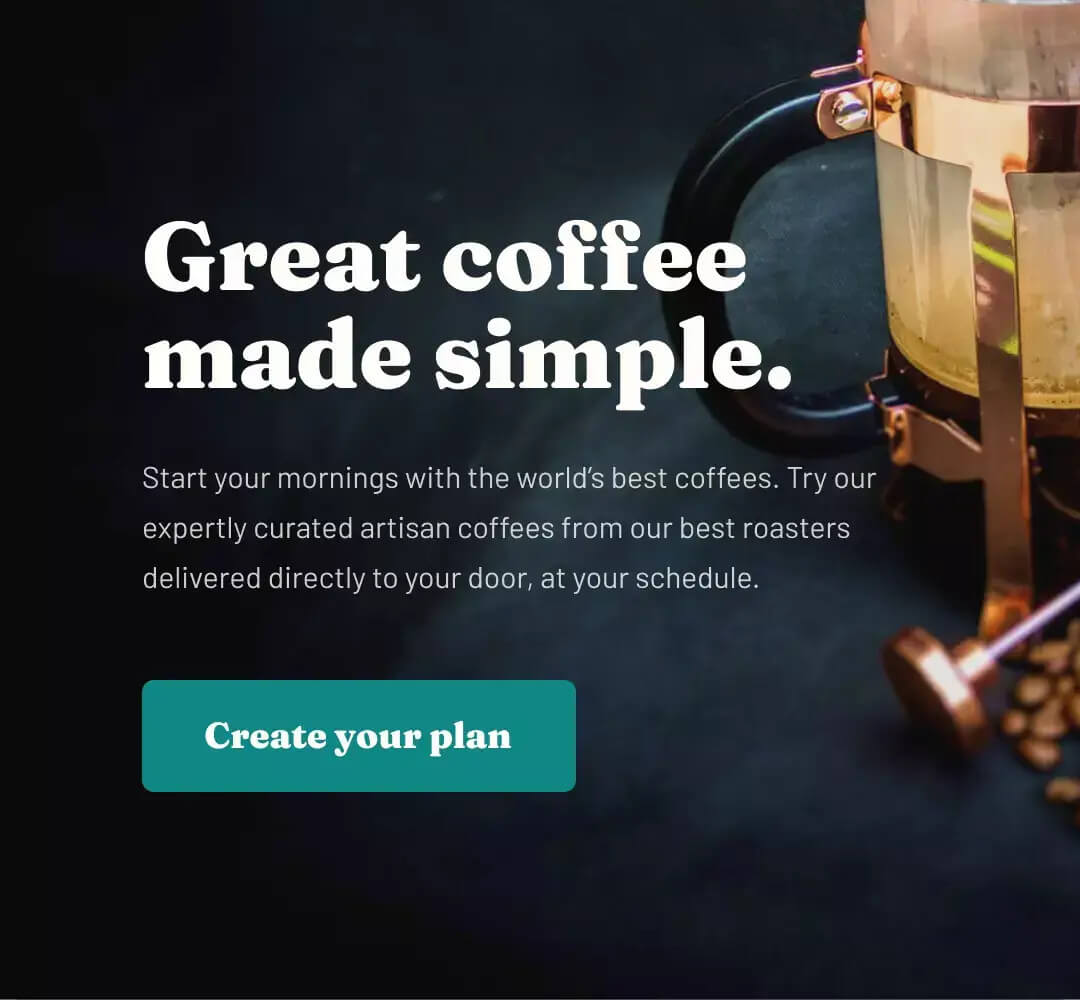 Great coffee
made simple.
Start your mornings with the world’s best coffees. Try our
expertly curated artisan coffees from our best roasters
delivered directly to your door, at your schedule.
Create your plan